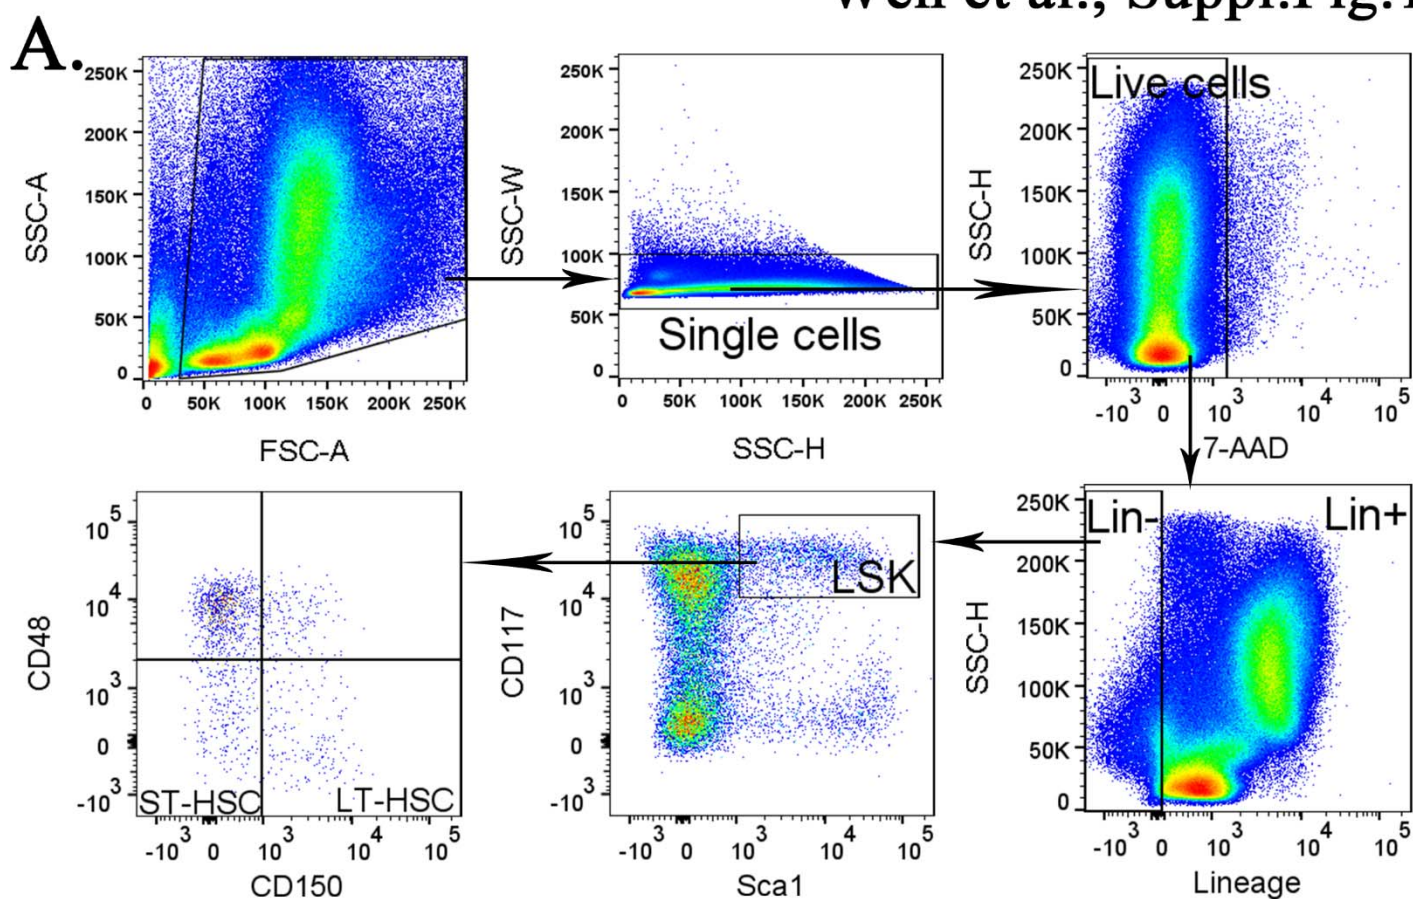 Well et al., Suppl.Fig.1
A.
250K
200K
150K
100K
50K
0
SSC-A
0 50K 100K 150K 200K 250K
FSC-A
250K
200K
150K
100K
50K
0
SSC-W
Single cells
0 50K 100K 150K 200K 250K
SSC-H
250K
200K
150K
100K
50K
0
SSC-H
Live cells
-10 3 0 10 3 10 4 10 5
7-AAD
10 5
10 4
10 3
0
-10 3
CD48
ST-HSC LT-HSC
-10 3 0 10 3 10 4 10 5
CD150
10 5
10 4
10 3
0
-10 3
CD117
LSK
-10 3 0 10 3 10 4 10 5
Sca1
250K
200K
150K
100K
50K
0
SSC-H
Lin- Lin+
-10 3 0 10 3 10 4 10 5
Lineage